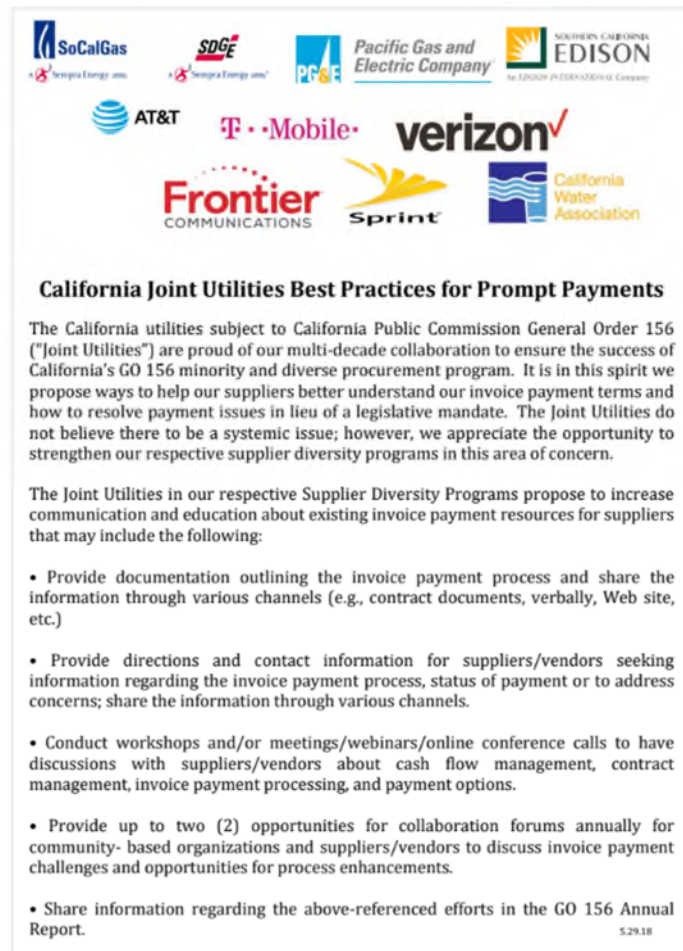 SoCalGas
A Sempra Energy utility
SDGE
A Sempra Energy utility
PG&E
Pacific Gas and
Electric Company
SOUTHERN CALIFORNIA
EDISON
An EDISON INTERNATIONAL Company
AT&T
T··Mobile·
verizon
Frontier
COMMUNICATIONS
Sprint
California
Water
Association
California Joint Utilities Best Practices for Prompt Payments
The California utilities subject to California Public Commission General Order 156
("Joint Utilities") are proud of our multi-decade collaboration to ensure the success of
California's GO 156 minority and diverse procurement program. It is in this spirit we
propose ways to help our suppliers better understand our invoice payment terms and
how to resolve payment issues in lieu of a legislative mandate. The Joint Utilities do
not believe there to be a systemic issue; however, we appreciate the opportunity to
strengthen our respective supplier diversity programs in this area of concern.
The Joint Utilities in our respective Supplier Diversity Programs propose to increase
communication and education about existing invoice payment resources for suppliers
that may include the following:
• Provide documentation outlining the invoice payment process and share the
information through various channels (e.g., contract documents, verbally, Web site,
etc.)
• Provide directions and contact information for suppliers/vendors seeking
information regarding the invoice payment process, status of payment or to address
concerns; share the information through various channels.
• Conduct workshops and/or meetings/webinars/online conference calls to have
discussions with suppliers/vendors about cash flow management, contract
management, invoice payment processing, and payment options.
• Provide up to two (2) opportunities for collaboration forums annually for
community- based organizations and suppliers/vendors to discuss invoice payment
challenges and opportunities for process enhancements.
• Share information regarding the above-referenced efforts in the GO 156 Annual
Report.
5.29.18